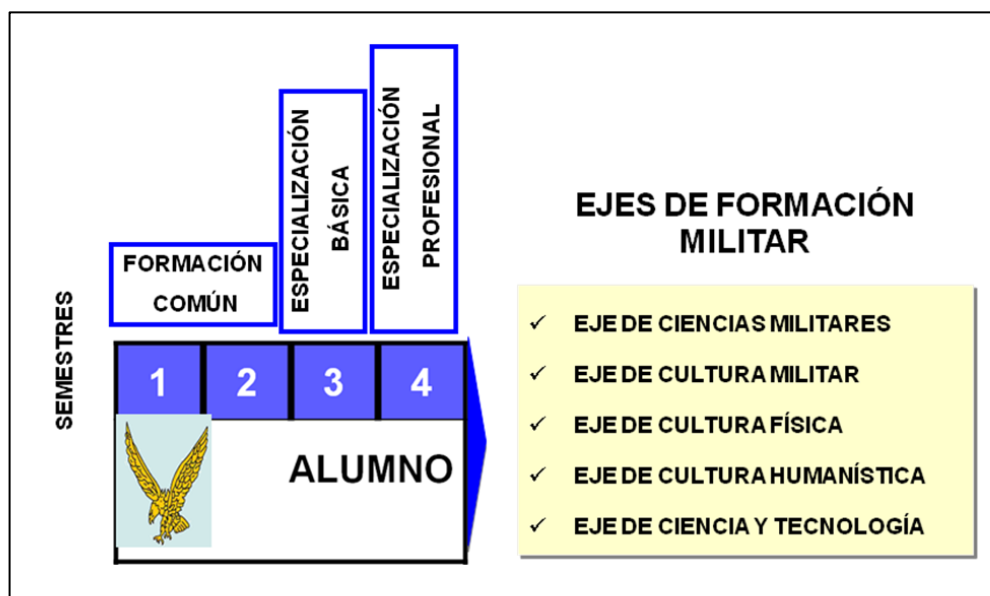 SEMESTRES
FORMACIÓN
COMÚN
ESPECIALIZACIÓN
BÁSICA
ESPECIALIZACIÓN
PROFESIONAL
1 2 3 4
ALUMNO
EJES DE FORMACIÓN
MILITAR
✓ EJE DE CIENCIAS MILITARES
✓ EJE DE CULTURA MILITAR
✓ EJE DE CULTURA FÍSICA
✓ EJE DE CULTURA HUMANÍSTICA
✓ EJE DE CIENCIA Y TECNOLOGÍA